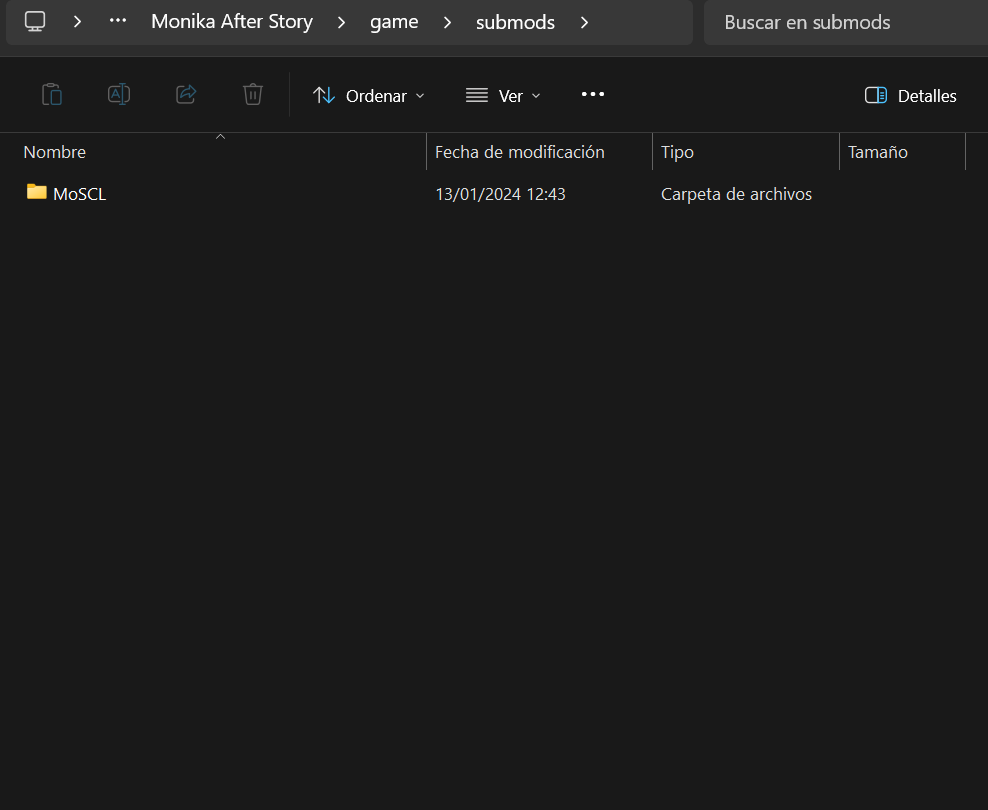 Monika After Story game submods Buscar en submods
Ordenar Ver Detalles
Nombre Fecha de modificación Tipo Tamaño
MoSCL 13/01/2024 12:43 Carpeta de archivos